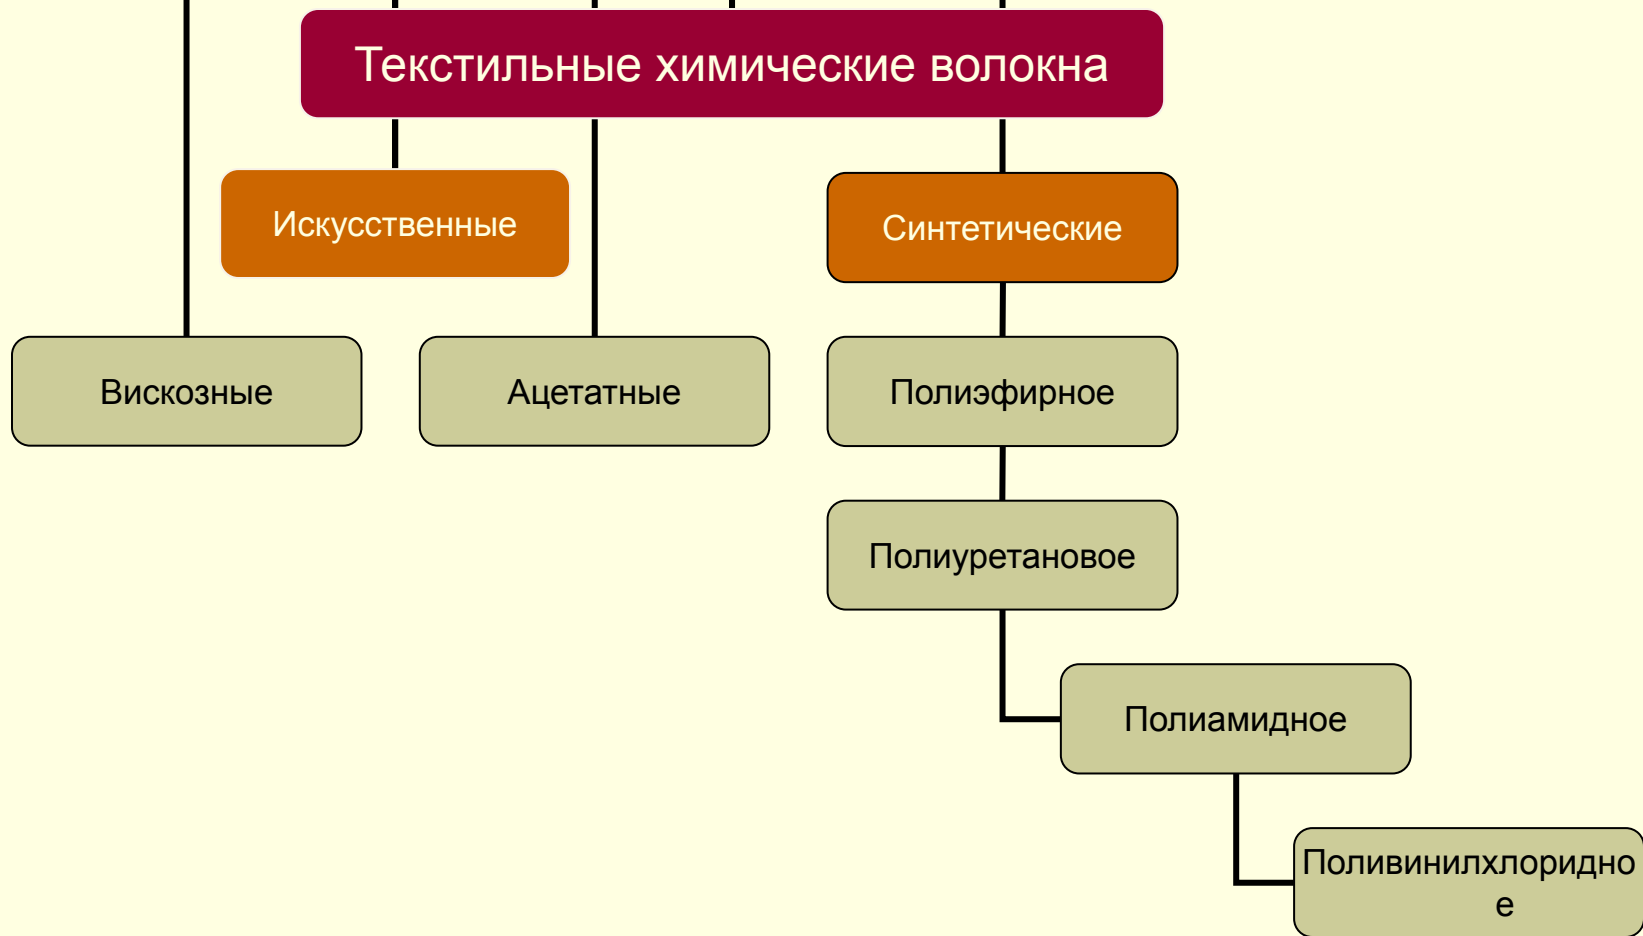 Текстильные химические волокна
Искусственные
Синтетические
Вискозные
Ацетатные
Полиэфирное
Полиуретановое
Полиамидное
Поливинилхлоридно
е